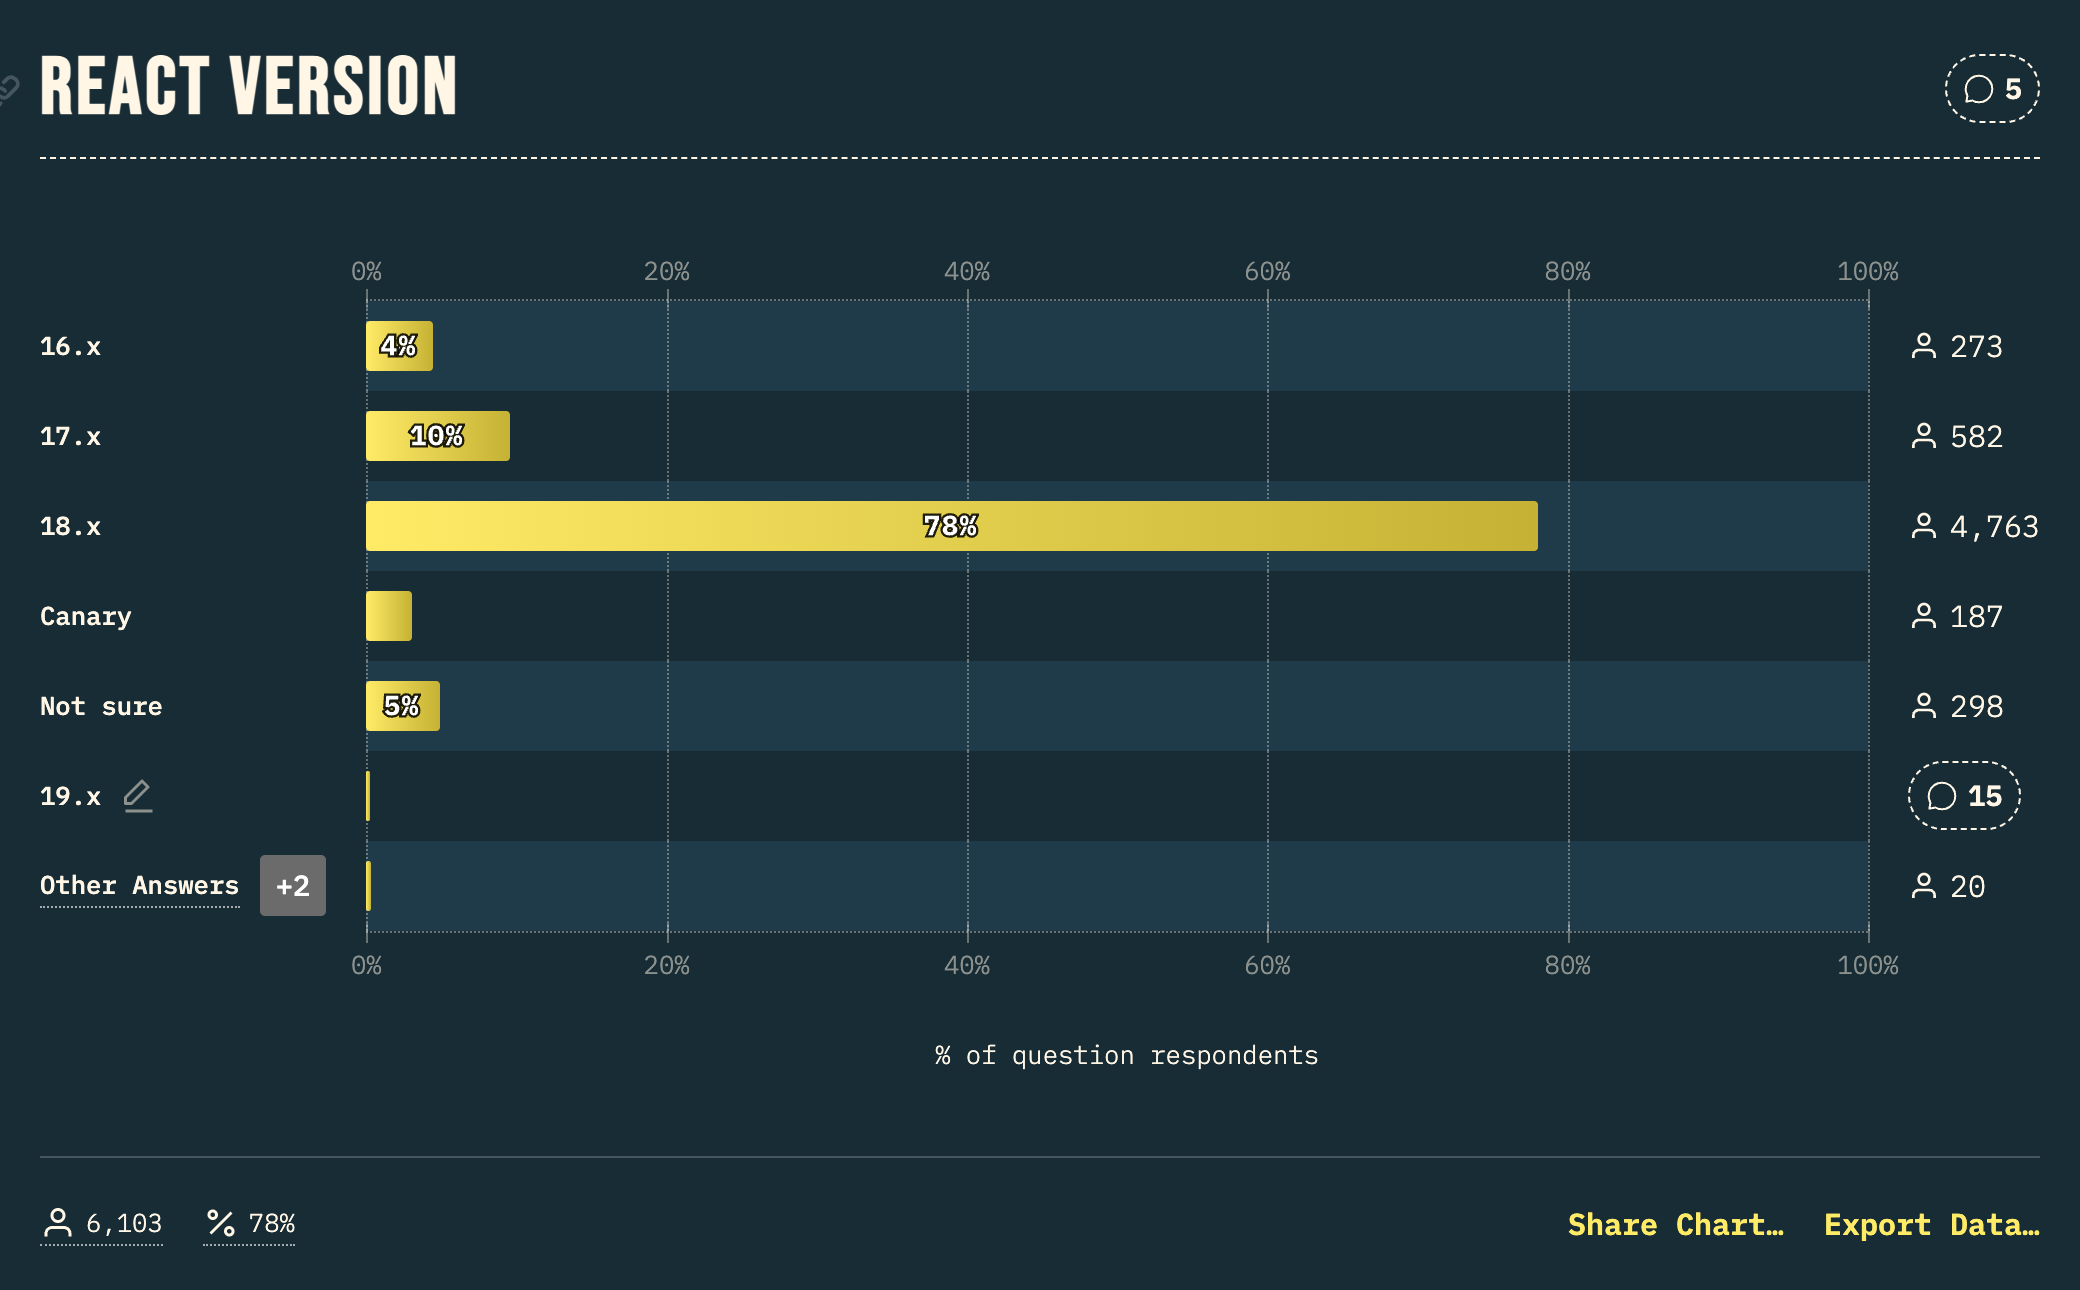 REACT VERSION
5
0% 20% 40% 60% 80% 100%
16.x 4% 273
17.x 10% 582
18.x 78% 4,763
Canary 187
Not sure 5% 298
19.x 15
Other Answers +2 20
0% 20% 40% 60% 80% 100%
% of question respondents
6,103 % 78% Share Chart… Export Data…